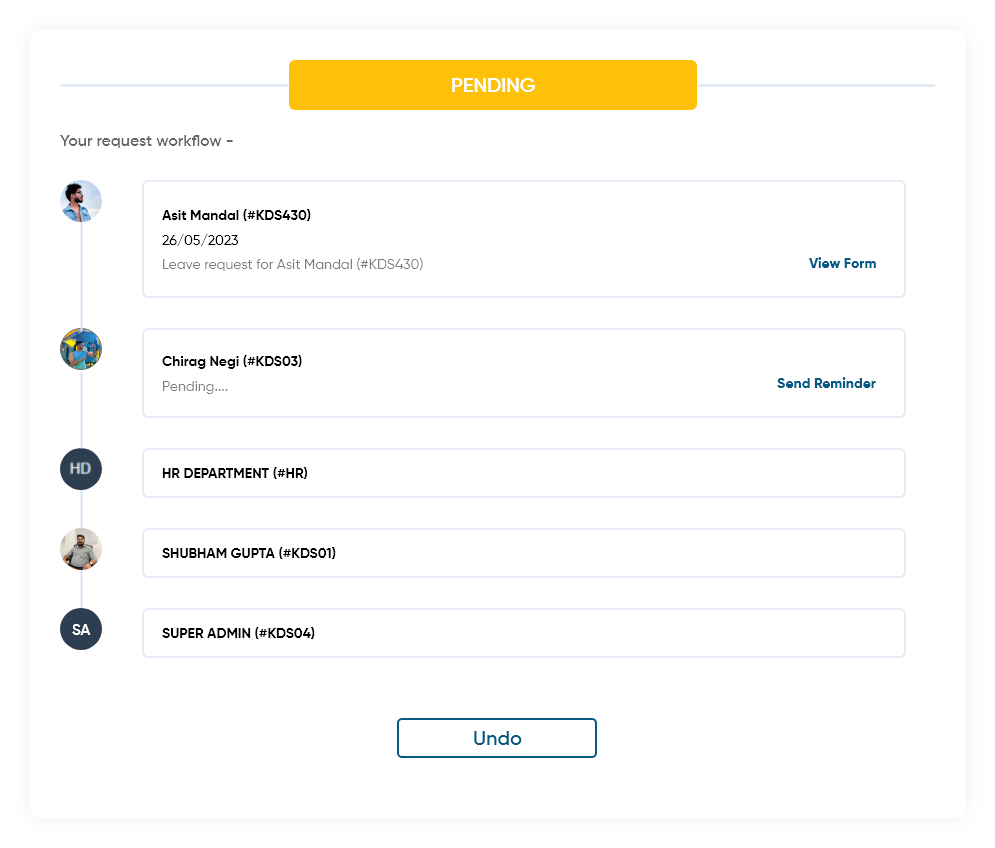 PENDING
Your request workflow -
Asit Mandal (#KDS430)
26/05/2023
Leave request for Asit Mandal (#KDS430)
View Form
Chirag Negi (#KDS03)
Pending....
Send Reminder
HD
HR DEPARTMENT (#HR)
SHUBHAM GUPTA (#KDS01)
SA
SUPER ADMIN (#KDS04)
Undo